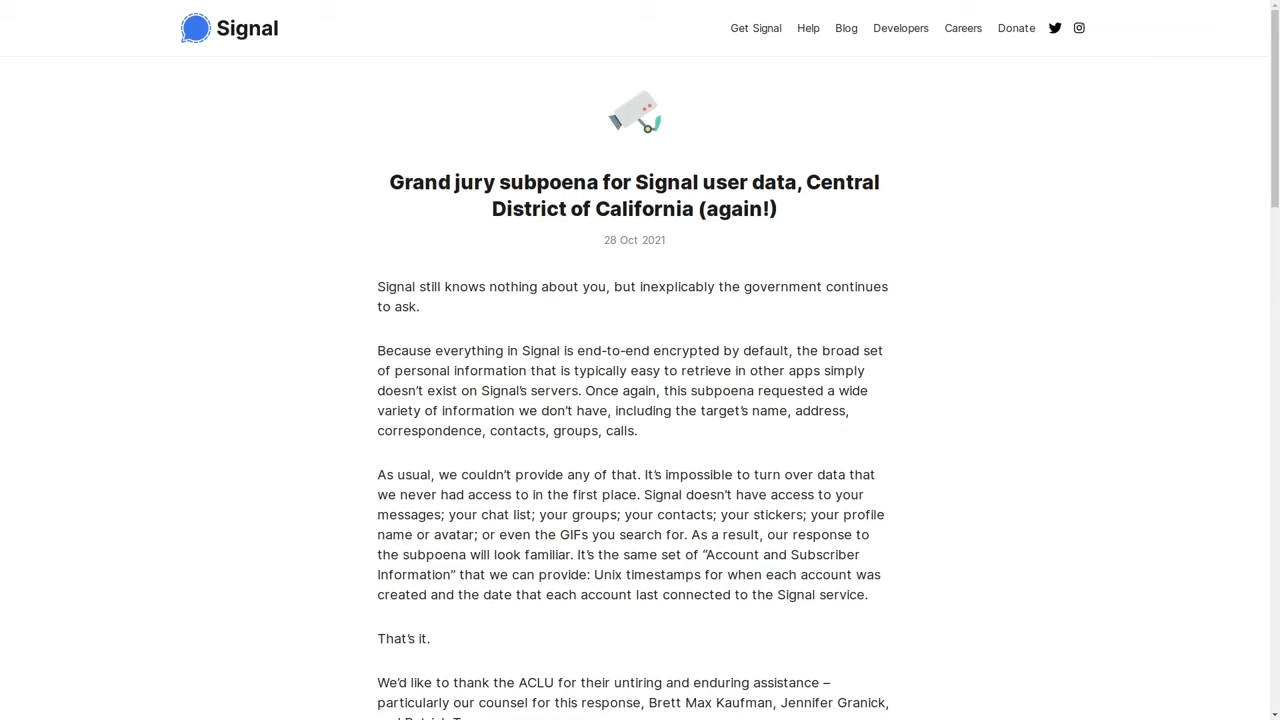 Signal
Get Signal Help Blog Developers Careers Donate
Grand jury subpoena for Signal user data, Central
District of California (again!)
28 Oct 2021
Signal still knows nothing about you, but inexplicably the government continues
to ask.
Because everything in Signal is end-to-end encrypted by default, the broad set
of personal information that is typically easy to retrieve in other apps simply
doesn’t exist on Signal’s servers. Once again, this subpoena requested a wide
variety of information we don’t have, including the target’s name, address,
correspondence, contacts, groups, calls.
As usual, we couldn’t provide any of that. It’s impossible to turn over data that
we never had access to in the first place. Signal doesn’t have access to your
messages; your chat list; your groups; your contacts; your stickers; your profile
name or avatar; or even the GIFs you search for. As a result, our response to
the subpoena will look familiar. It’s the same set of “Account and Subscriber
Information” that we can provide: Unix timestamps for when each account was
created and the date that each account last connected to the Signal service.
That’s it.
We’d like to thank the ACLU for their untiring and enduring assistance –
particularly our counsel for this response, Brett Max Kaufman, Jennifer Granick,